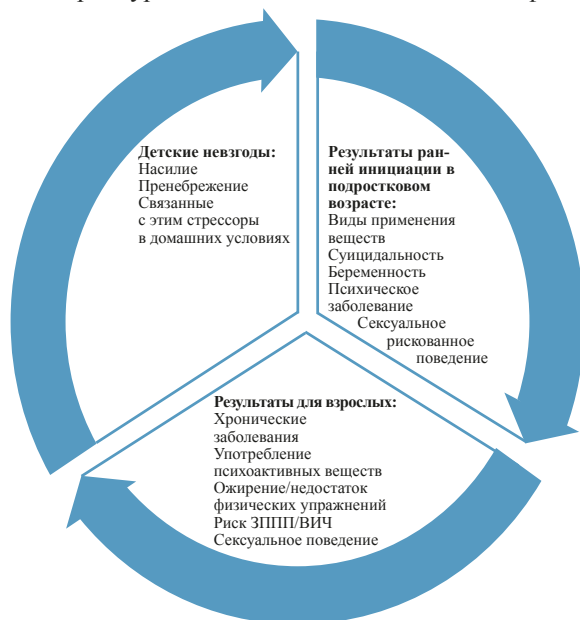 Детские невзгоды:
Насилие
Пренебрежение
Связанные
с этим стрессоры
в домашних условиях
Результаты ран-
ней инициации в
подростковом
возрасте:
Виды применения
веществ
Суицидальность
Беременность
Психическое
заболевание
Сексуальное
рискованное
поведение
Результаты для взрослых:
Хронические
заболевания
Употребление
психоактивных веществ
Ожирение/недостаток
физических упражнений
Риск ЗППП/ВИЧ
Сексуальное поведение